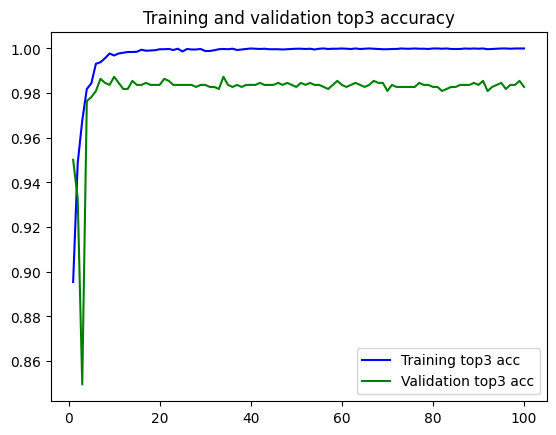 Training and validation top3 accuracy
1.00
0.98
0.96
0.94
0.92
0.90
0.88
0.86
Training top3 acc
Validation top3 acc
0 20 40 60 80 100